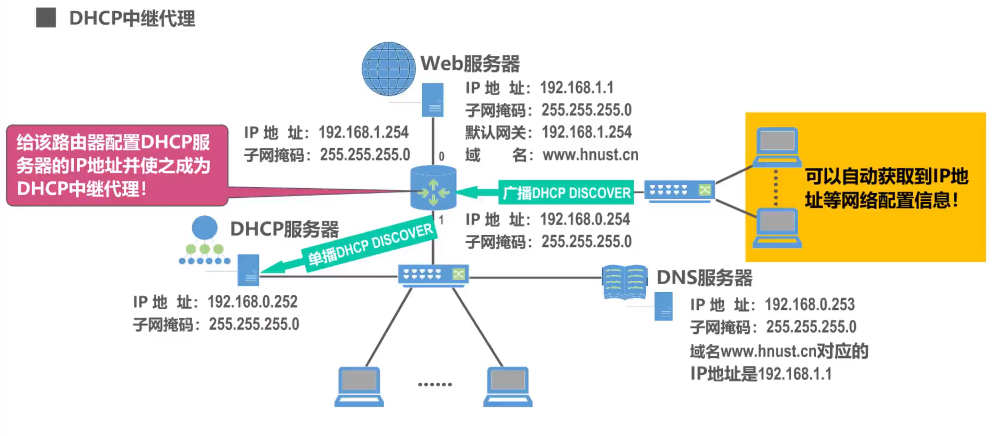 DHCP中继代理
Web服务器
IP 地 址：192.168.1.1
子网掩码：255.255.255.0
默认网关：192.168.1.254
域 名：www.hnust.cn
IP 地 址：192.168.1.254
子网掩码：255.255.255.0
0
给该路由器配置DHCP服
务器的IP地址并使之成为
DHCP中继代理！
广播DHCP DISCOVER
可以自动获取到IP地
址等网络配置信息！
1
IP 地 址：192.168.0.254
子网掩码：255.255.255.0
DHCP服务器
单播DHCP DISCOVER
IP 地 址：192.168.0.252
子网掩码：255.255.255.0
DNS服务器
IP 地 址：192.168.0.253
子网掩码：255.255.255.0
域名www.hnust.cn对应的
IP地址是192.168.1.1
......